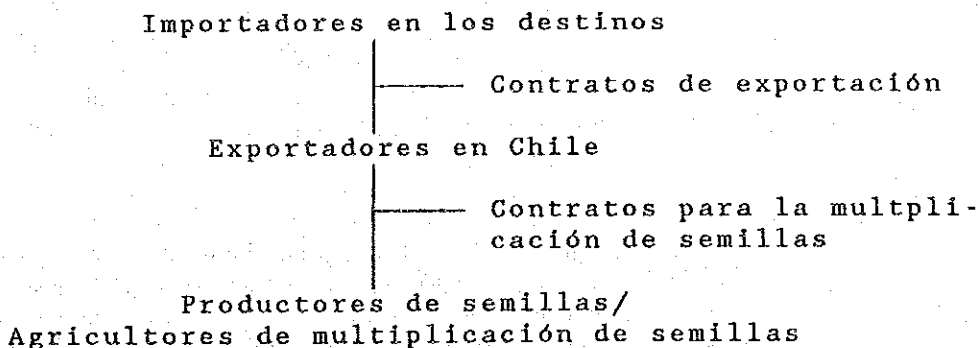 Importadores en los destinos
Contratos de exportación
Exportadores en Chile
Contratos para la multpli-
cación de semillas
Productores de semillas/
Agricultores de multiplicación de semillas